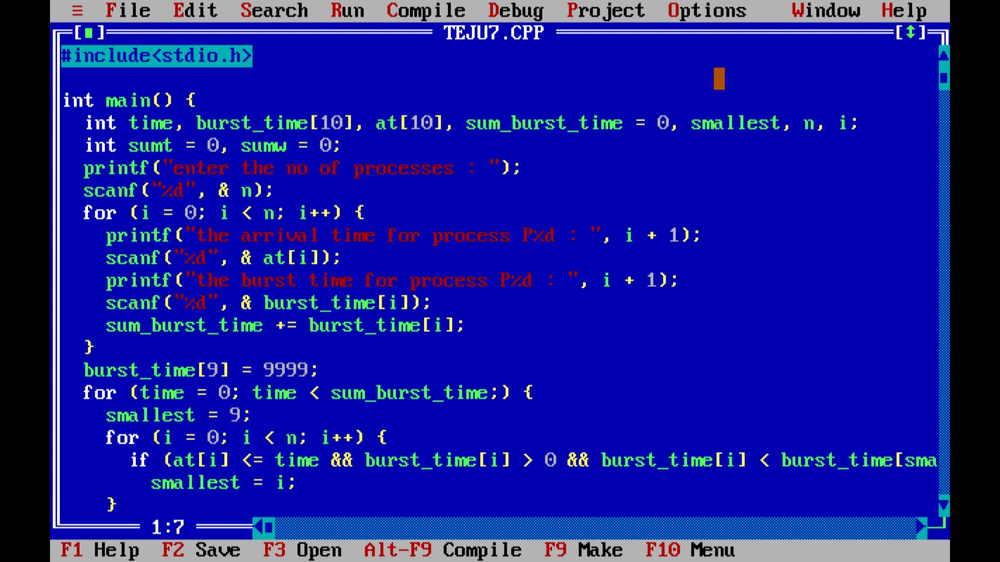 ≡ File Edit Search Run Compile Debug Project Options Window Help
[■] TEJU7.CPP [↕]
#include<stdio.h>
int main() {
  int time, burst_time[10], at[10], sum_burst_time = 0, smallest, n, i;
  int sumt = 0, sumw = 0;
  printf("enter the no of processes : ");
  scanf("%d", & n);
  for (i = 0; i < n; i++) {
    printf("the arrival time for process P%d : ", i + 1);
    scanf("%d", & at[i]);
    printf("the burst time for process P%d : ", i + 1);
    scanf("%d", & burst_time[i]);
    sum_burst_time += burst_time[i];
  }
  burst_time[9] = 9999;
  for (time = 0; time < sum_burst_time;) {
    smallest = 9;
    for (i = 0; i < n; i++) {
      if (at[i] <= time && burst_time[i] > 0 && burst_time[i] < burst_time[sma
        smallest = i;
    }
1:7
F1 Help F2 Save F3 Open Alt-F9 Compile F9 Make F10 Menu